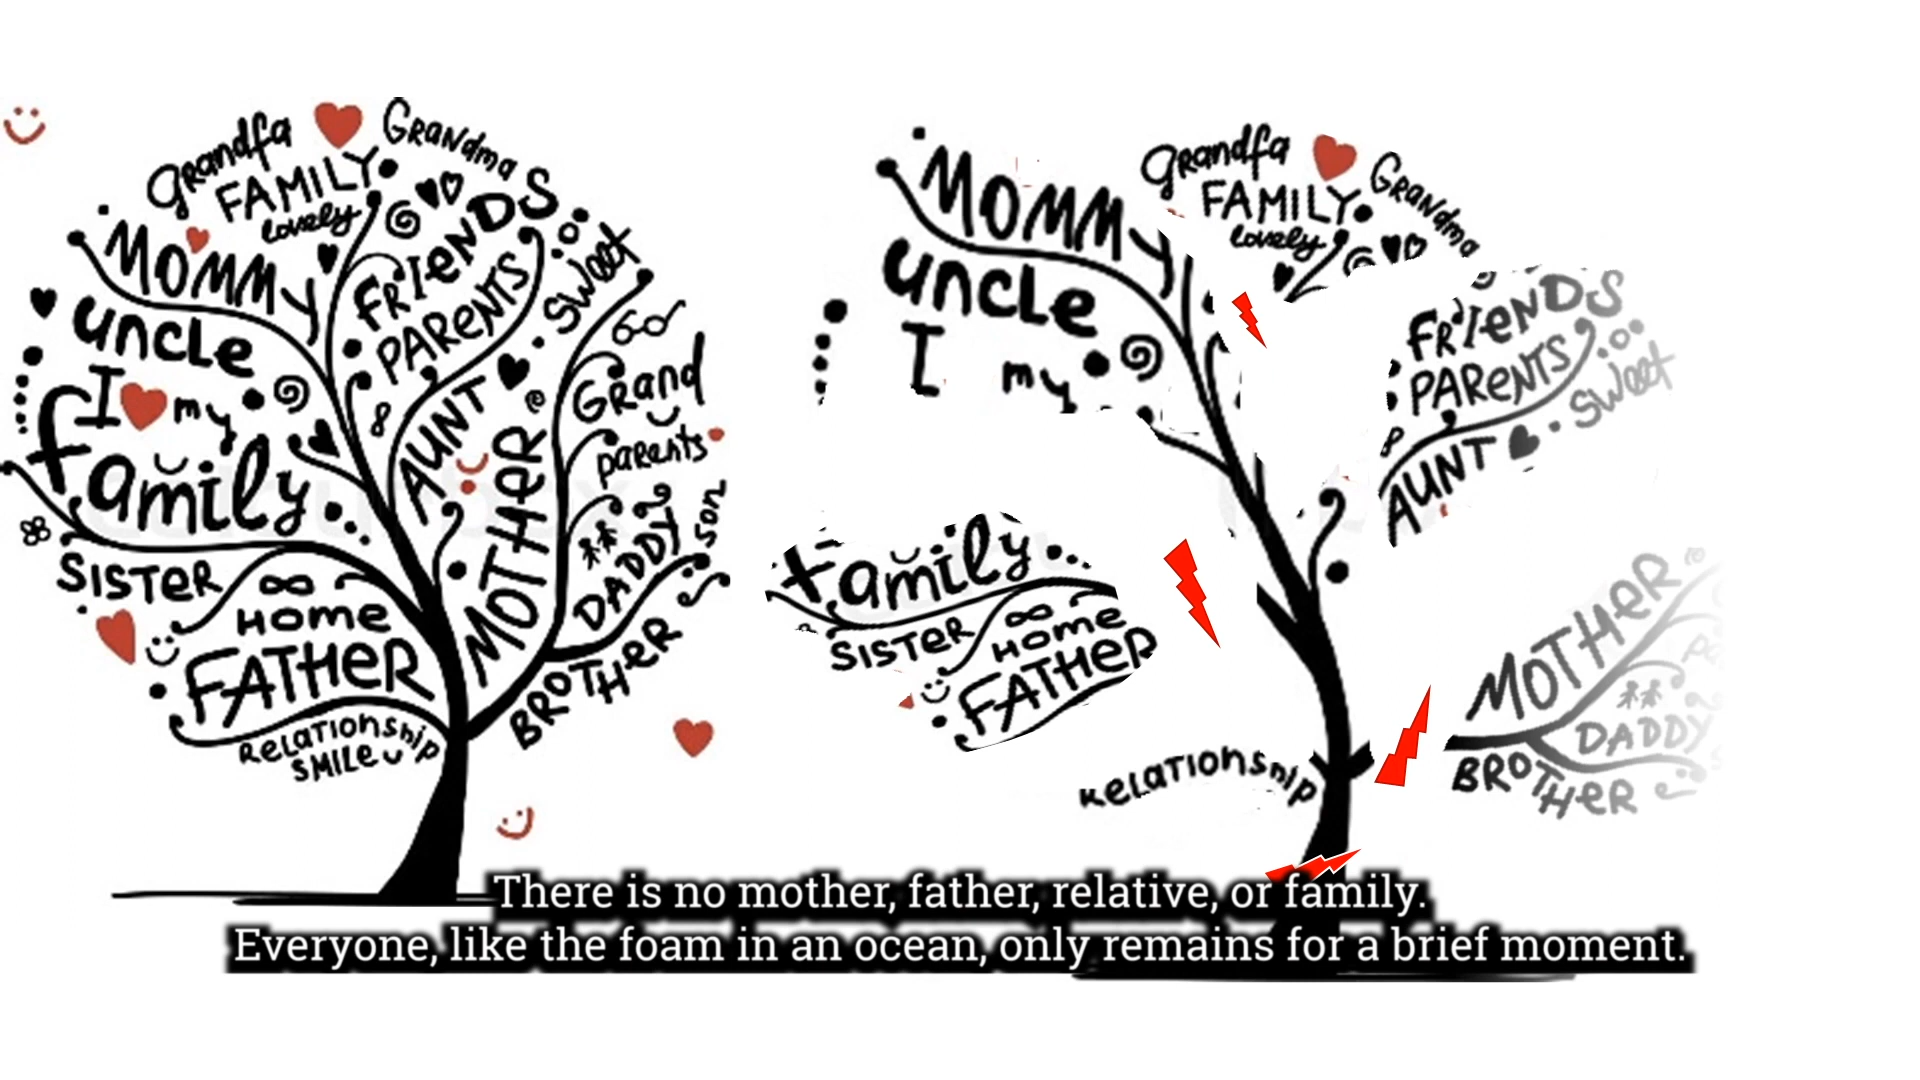 Grandfa
Grandma
FAMILY
lovely
MOMMY
FRIENDS
PARENTS
sweet
uncle
I my
family
AUNT
MOTHER
Grand
parents
SISTER
HOME
FATHER
DADDY
son
BROTHER
RELATIONSHIP
SMILE
MOMMY
Grandfa
Grandma
FAMILY
lovely
uncle
I my
FRIENDS
PARENTS
sweet
AUNT
family
SISTER
HOME
FATHER
MOTHER
DADDY
BROTHER
RELATIONSHIP
There is no mother, father, relative, or family.
Everyone, like the foam in an ocean, only remains for a brief moment.